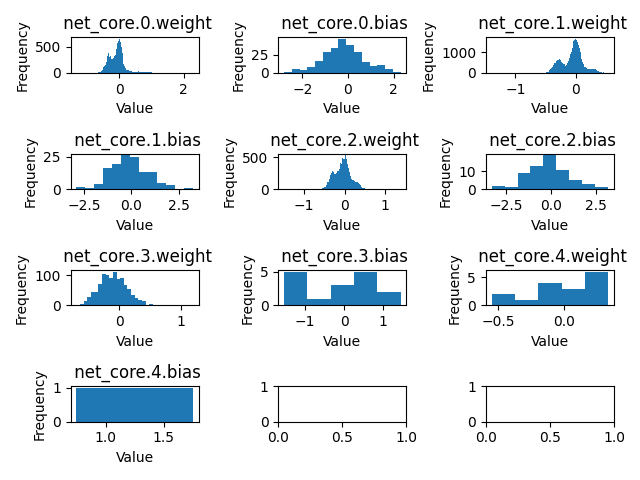 net_core.0.weight
Frequency
500
0
0
2
Value
net_core.0.bias
Frequency
25
0
−2
0
2
Value
net_core.1.weight
Frequency
1000
0
−1
0
Value
net_core.1.bias
Frequency
25
0
−2.5
0.0
2.5
Value
net_core.2.weight
Frequency
500
0
−1
0
1
Value
net_core.2.bias
Frequency
10
0
−2.5
0.0
2.5
Value
net_core.3.weight
Frequency
100
0
0
1
Value
net_core.3.bias
Frequency
5
0
−1
0
1
Value
net_core.4.weight
Frequency
5
0
−0.5
0.0
Value
net_core.4.bias
Frequency
1
0
1.0
1.5
Value
1
0
0.0
0.5
1.0
1
0
0.0
0.5
1.0